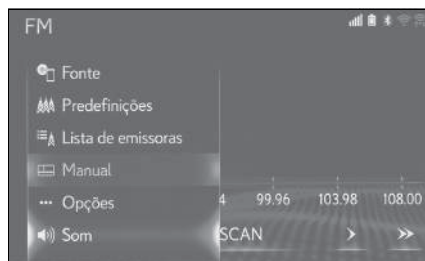 FM
Fonte
Predefinições
Lista de emissoras
Manual
Opções
4 99.96 103.98 108.00
Som
SCAN